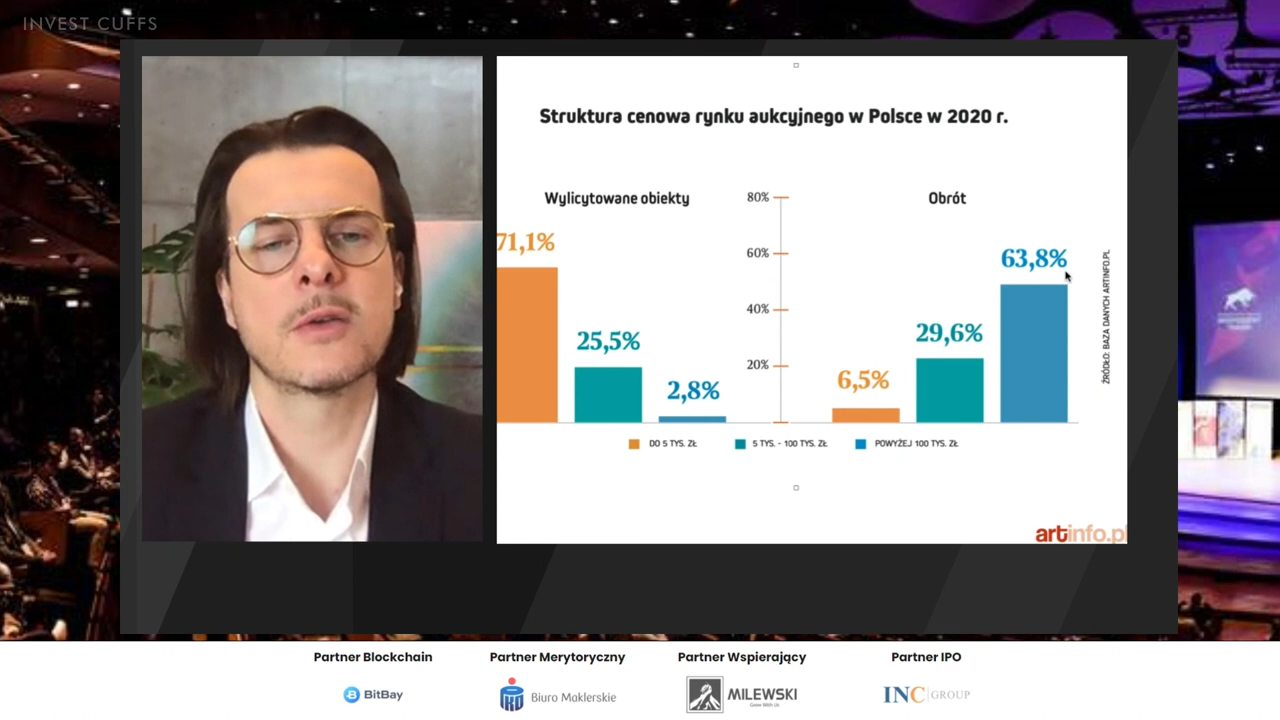 INVEST CUFFS
Struktura cenowa rynku aukcyjnego w Polsce w 2020 r.
Wylicytowane obiekty
Obrót
80%
60%
40%
20%
71,1%
25,5%
2,8%
6,5%
29,6%
63,8%
DO 5 TYS. ZŁ
5 TYS. - 100 TYS. ZŁ
POWYŻEJ 100 TYS. ZŁ
ŹRÓDŁO: BAZA DANYCH ARTINFO.PL
artinfo.pl
Partner Blockchain
Partner Merytoryczny
Partner Wspierający
Partner IPO
BitBay
Biuro Maklerskie
MILEWSKI
Grow With Us
INC GROUP